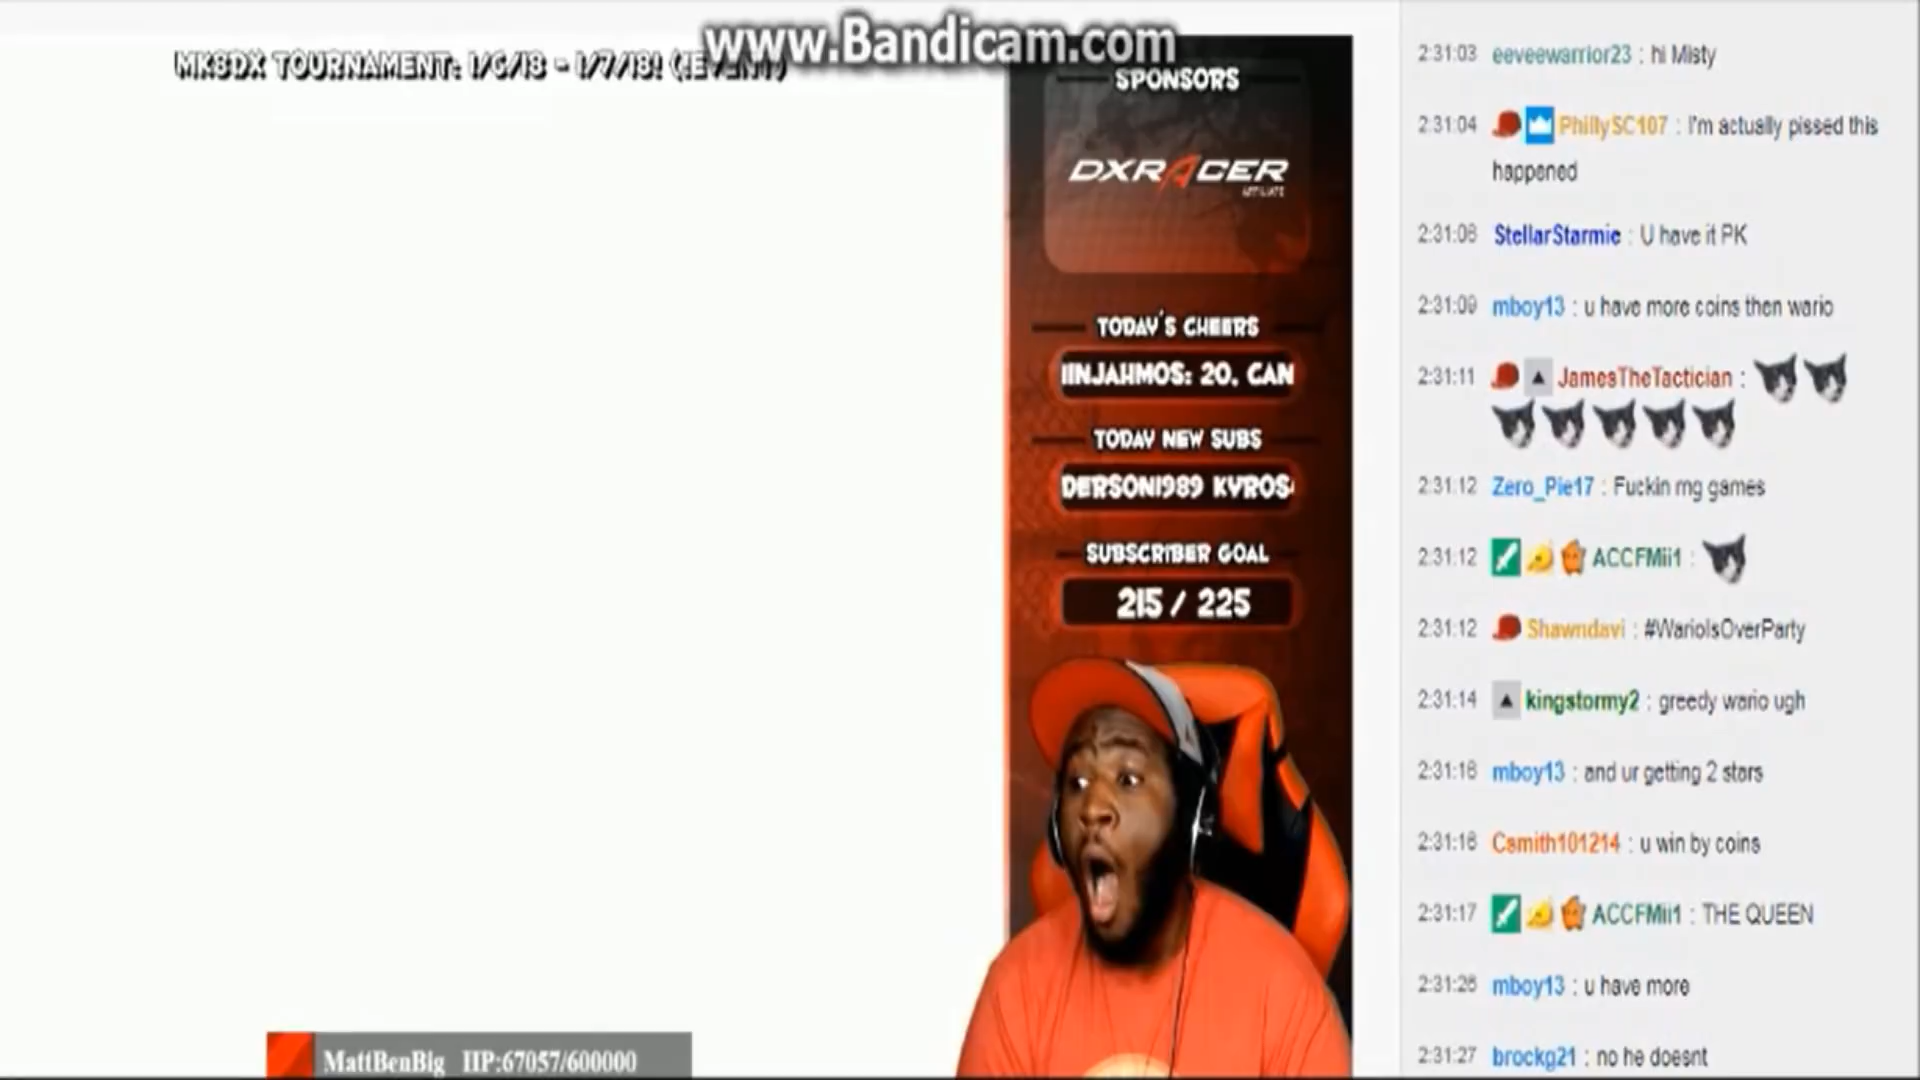 www.Bandicam.com
MK8DX TOURNAMENT: 1/6/18 - 1/7/18! (!EVENT)
SPONSORS
DXRACER
TODAY'S CHEERS
IINJAHMOS: 20. CAN
TODAY NEW SUBS
DERSON1989 KYROS
SUBSCRIBER GOAL
215 / 225
MattBenBig HP:67057/600000
2:31:03 eeveewarrior23 : hi Misty
2:31:04 PhillySC107 : I'm actually pissed this
happened
2:31:08 StellarStarmie : U have it PK
2:31:09 mboy13 : u have more coins then wario
2:31:11 JamesTheTactician :
2:31:12 Zero_Pie17 : Fuckin mg games
2:31:12 ACCFMii1 :
2:31:12 Shawndavi : #WarioIsOverParty
2:31:14 kingstormy2 : greedy wario ugh
2:31:16 mboy13 : and ur getting 2 stars
2:31:16 Csmith101214 : u win by coins
2:31:17 ACCFMii1 : THE QUEEN
2:31:26 mboy13 : u have more
2:31:27 brockg21 : no he doesnt